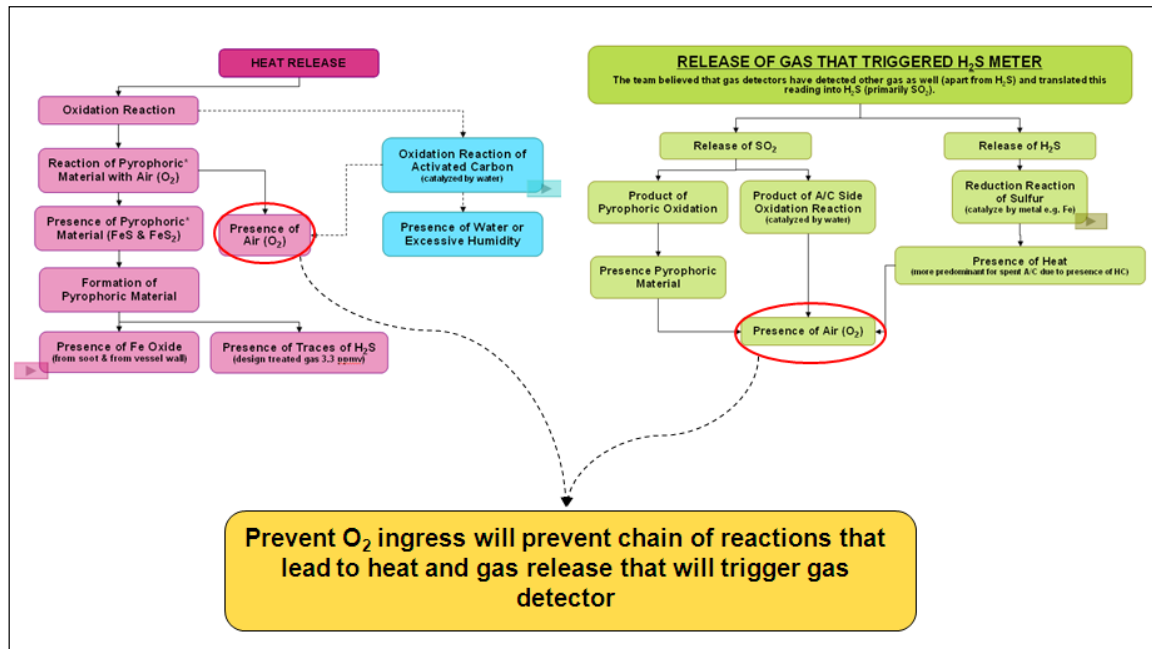 HEAT RELEASE
Oxidation Reaction
Reaction of Pyrophoric*
Material with Air (O₂)
Presence of Pyrophoric*
Material (FeS & FeS₂)
Presence of
Air (O₂)
Formation of
Pyrophoric Material
Presence of Fe Oxide
(from soot & from vessel wall)
Presence of Traces of H₂S
(design treated gas 3.3 ppmv)
Oxidation Reaction of
Activated Carbon
(catalyzed by water)
Presence of Water or
Excessive Humidity
RELEASE OF GAS THAT TRIGGERED H₂S METER
The team believed that gas detectors have detected other gas as well (apart from H₂S) and translated this
reading into H₂S (primarily SO₂).
Release of SO₂
Release of H₂S
Product of
Pyrophoric Oxidation
Product of A/C Side
Oxidation Reaction
(catalyzed by water)
Reduction Reaction
of Sulfur
(catalyze by metal e.g. Fe)
Presence Pyrophoric
Material
Presence of Heat
(more predominant for spent A/C due to presence of HC)
Presence of Air (O₂)
Prevent O₂ ingress will prevent chain of reactions that
lead to heat and gas release that will trigger gas
detector